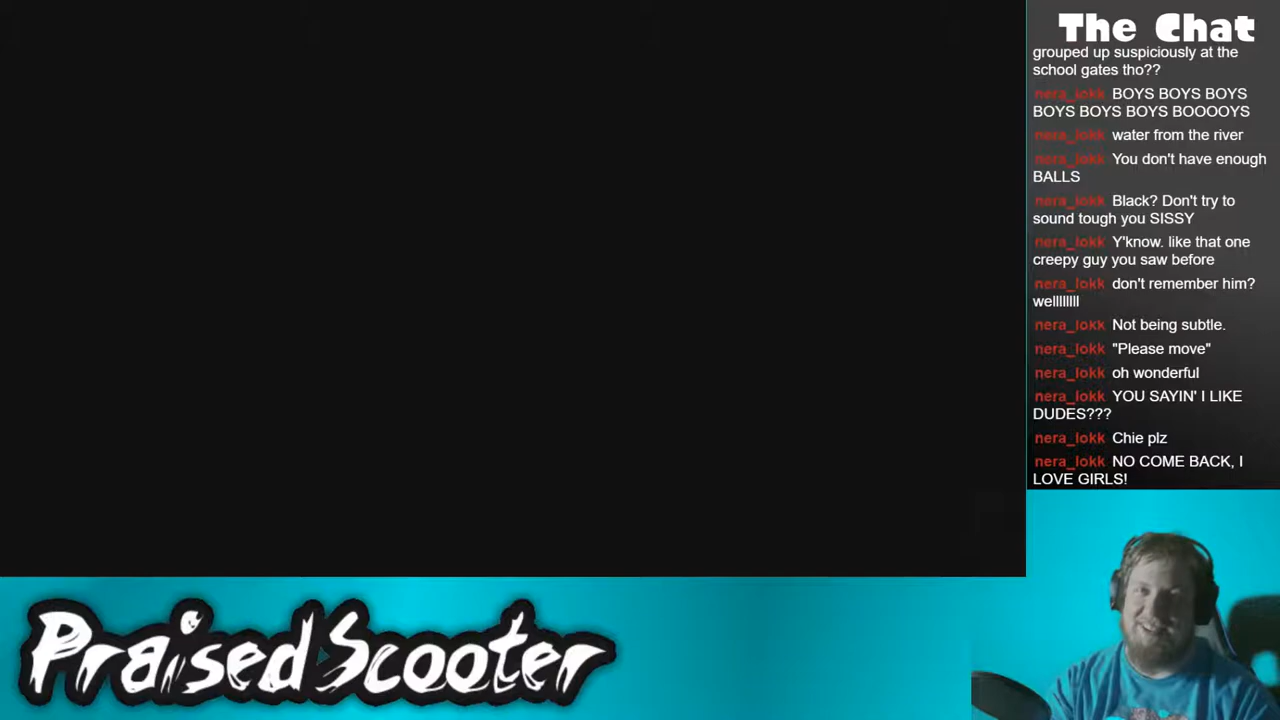 The Chat
grouped up suspiciously at the
school gates tho??
nera_lokk BOYS BOYS BOYS
BOYS BOYS BOYS BOOOOYS
nera_lokk water from the river
nera_lokk You don't have enough
BALLS
nera_lokk Black? Don't try to
sound tough you SISSY
nera_lokk Y'know. like that one
creepy guy you saw before
nera_lokk don't remember him?
wellllllll
nera_lokk Not being subtle.
nera_lokk "Please move"
nera_lokk oh wonderful
nera_lokk YOU SAYIN' I LIKE
DUDES???
nera_lokk Chie plz
nera_lokk NO COME BACK, I
LOVE GIRLS!
PraisedScooter